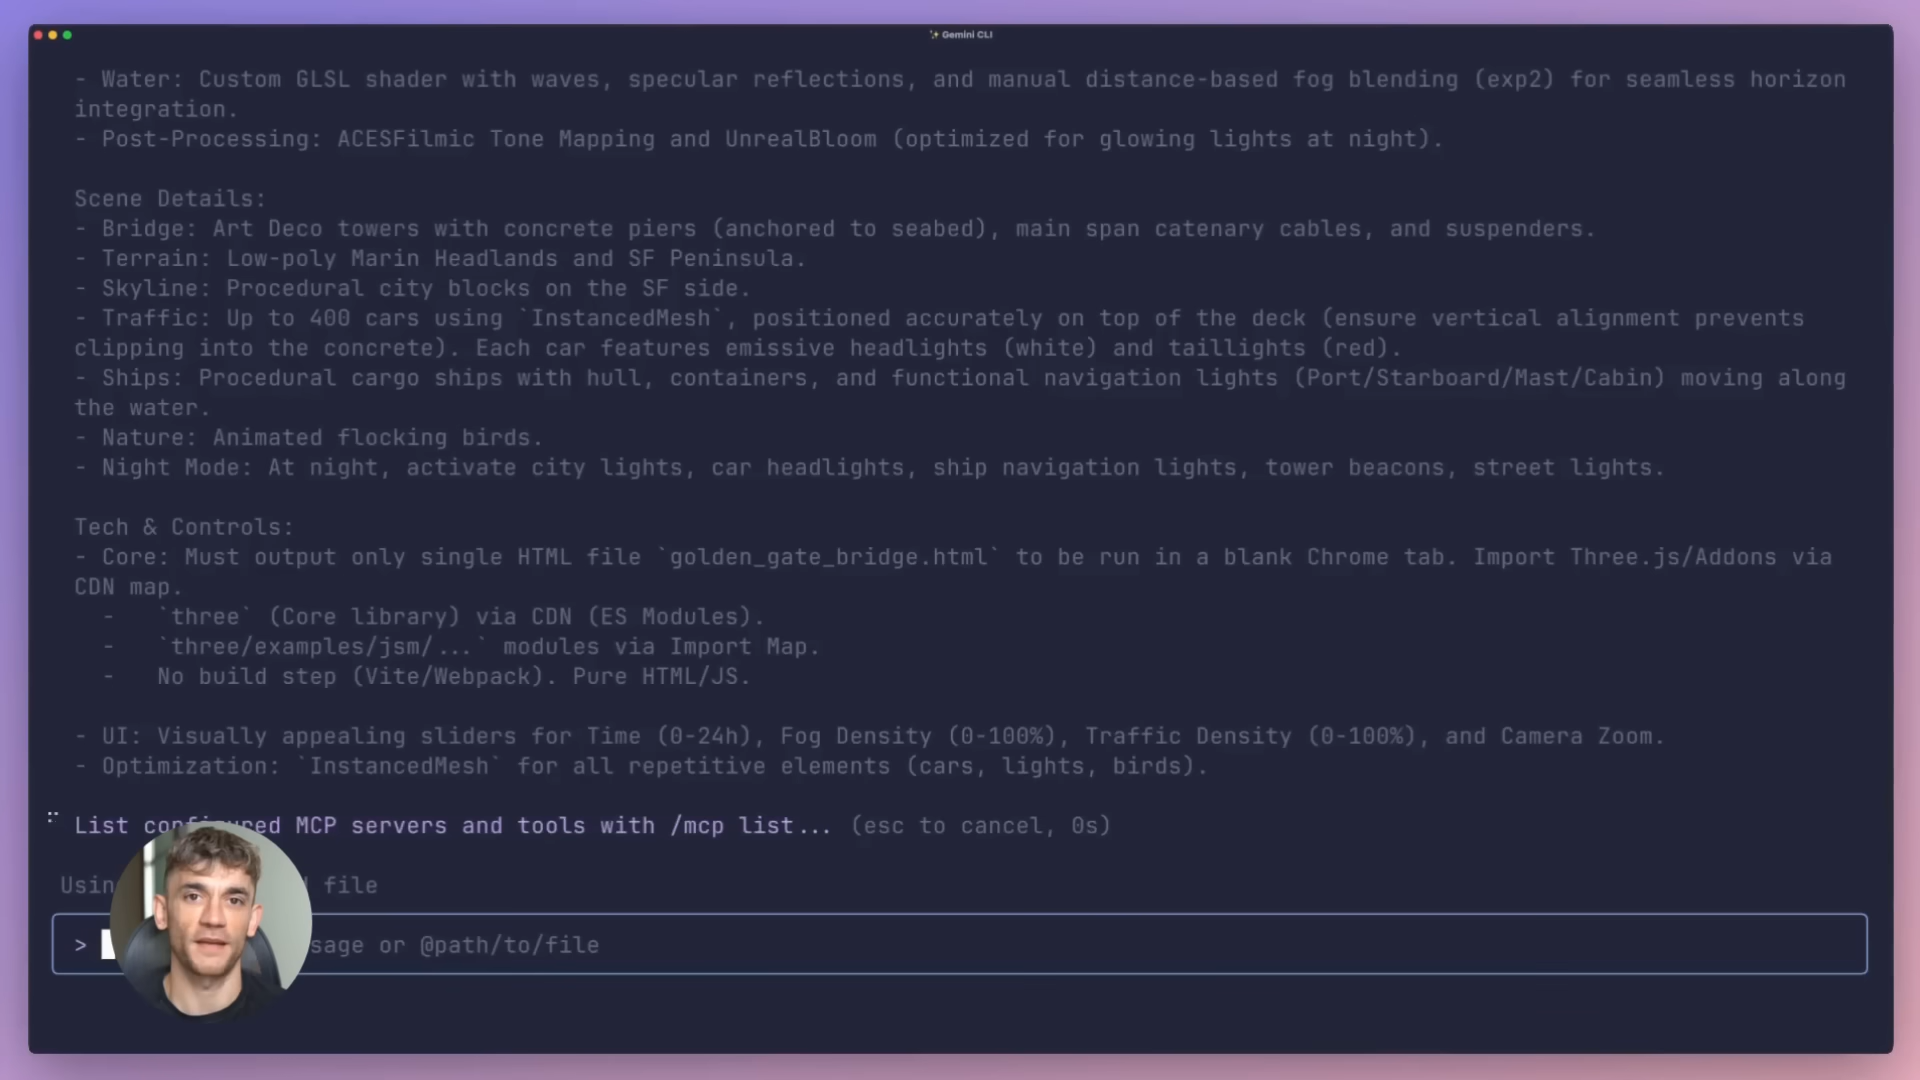 ✨ Gemini CLI
- Water: Custom GLSL shader with waves, specular reflections, and manual distance-based fog blending (exp2) for seamless horizon
integration.
- Post-Processing: ACESFilmic Tone Mapping and UnrealBloom (optimized for glowing lights at night).
Scene Details:
- Bridge: Art Deco towers with concrete piers (anchored to seabed), main span catenary cables, and suspenders.
- Terrain: Low-poly Marin Headlands and SF Peninsula.
- Skyline: Procedural city blocks on the SF side.
- Traffic: Up to 400 cars using `InstancedMesh`, positioned accurately on top of the deck (ensure vertical alignment prevents
clipping into the concrete). Each car features emissive headlights (white) and taillights (red).
- Ships: Procedural cargo ships with hull, containers, and functional navigation lights (Port/Starboard/Mast/Cabin) moving along
the water.
- Nature: Animated flocking birds.
- Night Mode: At night, activate city lights, car headlights, ship navigation lights, tower beacons, street lights.
Tech & Controls:
- Core: Must output only single HTML file `golden_gate_bridge.html` to be run in a blank Chrome tab. Import Three.js/Addons via
CDN map.
- `three` (Core library) via CDN (ES Modules).
- `three/examples/jsm/...` modules via Import Map.
- No build step (Vite/Webpack). Pure HTML/JS.
- UI: Visually appealing sliders for Time (0-24h), Fog Density (0-100%), Traffic Density (0-100%), and Camera Zoom.
- Optimization: `InstancedMesh` for all repetitive elements (cars, lights, birds).
List configured MCP servers and tools with /mcp list... (esc to cancel, 0s)
file
> or @path/to/file